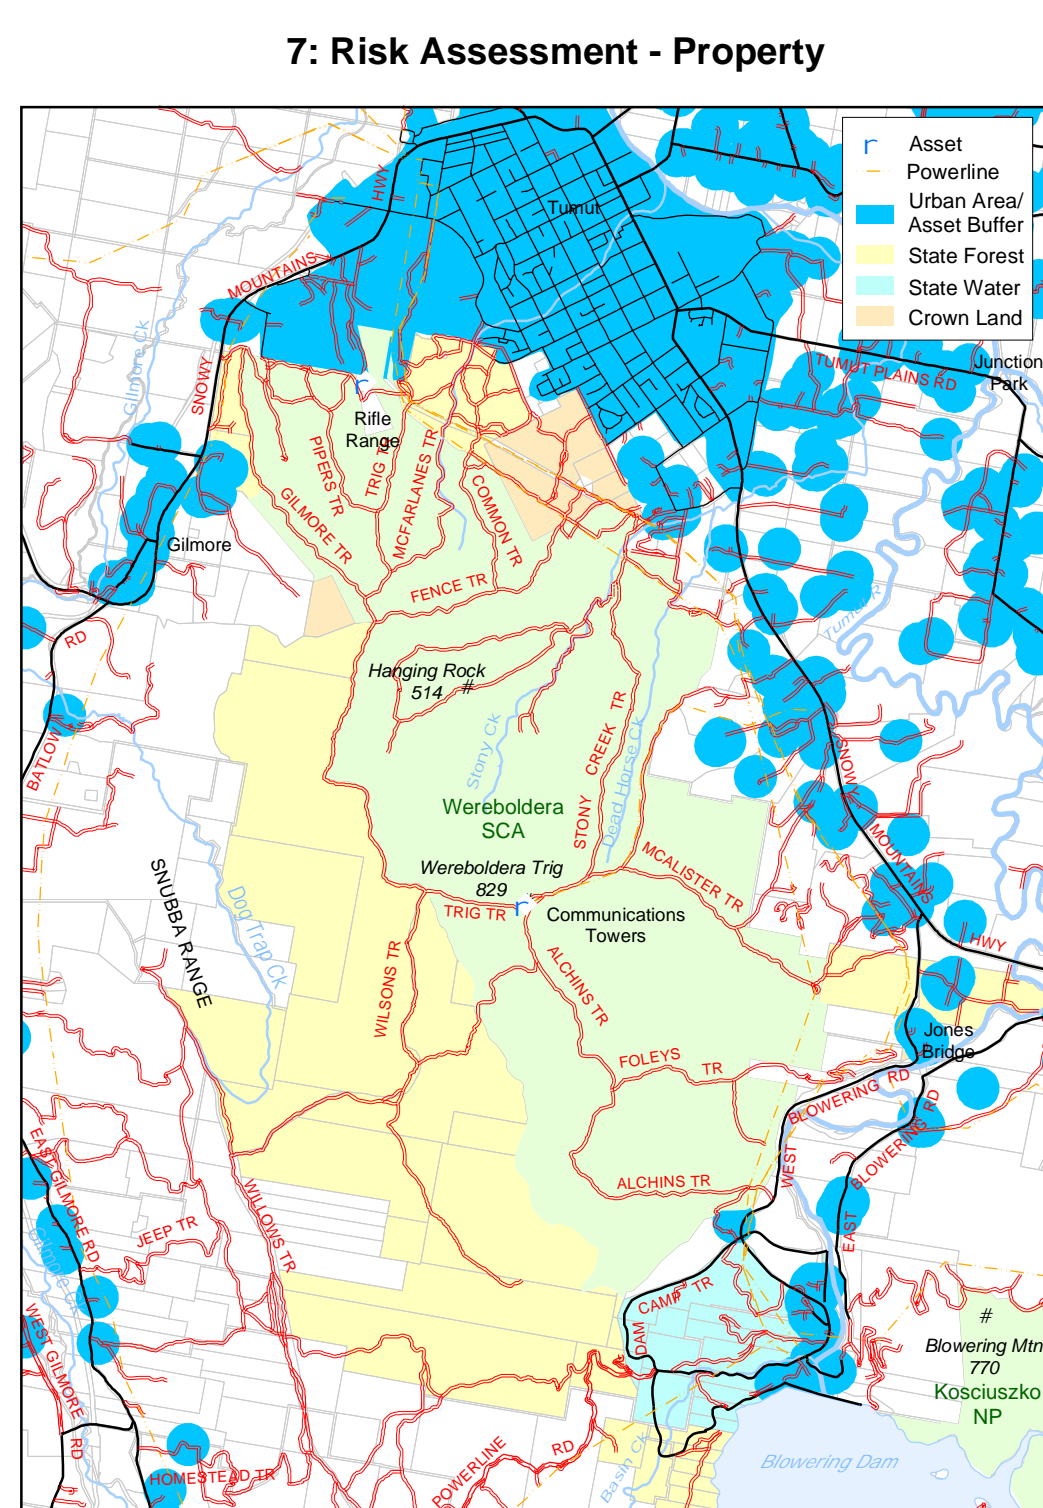 7: Risk Assessment - Property
r Asset
Powerline
Urban Area/
Asset Buffer
State Forest
State Water
Crown Land
HWY
Tumut
MOUNTAINS
Gilmore Ck
SNOWY
TUMUT PLAINS RD
Junction
Park
r
Rifle
Range
PIPERS TR
TRIG TR
MCFARLANES TR
COMMON TR
GILMORE TR
Gilmore
FENCE TR
Tumut R
RD
Hanging Rock
514 #
BATLOW
Stony Ck
STONY CREEK TR
Dead Horse Ck
SNOWY
MOUNTAINS
HWY
Wereboldera
SCA
Wereboldera Trig
829
r
TRIG TR
Communications
Towers
MCALISTER TR
SNUBBA RANGE
Dog Trap Ck
WILSONS TR
ALCHINS TR
FOLEYS TR
Jones
Bridge
WEST BLOWERING RD
EAST BLOWERING RD
ALCHINS TR
EAST GILMORE RD
JEEP TR
WILLOWS TR
Gilmore Ck
WEST GILMORE RD
DAM CAMP TR
#
Blowering Mtn
770
Kosciuszko
NP
HOMESTEAD TR
POWERLINE RD
Basin Ck
Blowering Dam